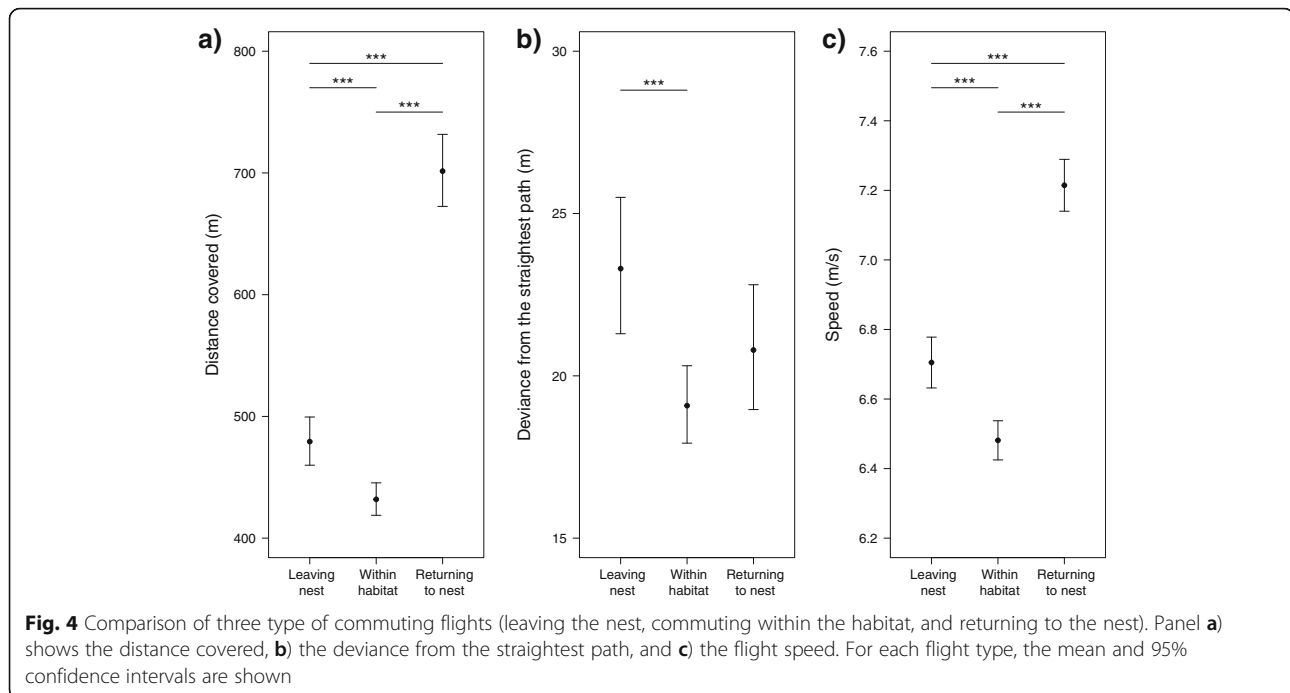 a)
***
***
***
800
700
600
500
400
Distance covered (m)
Leaving nest
Within habitat
Returning to nest
b)
***
30
25
20
15
Deviance from the straightest path (m)
Leaving nest
Within habitat
Returning to nest
c)
***
***
***
7.6
7.4
7.2
7.0
6.8
6.6
6.4
6.2
Speed (m/s)
Leaving nest
Within habitat
Returning to nest
Fig. 4 Comparison of three type of commuting flights (leaving the nest, commuting within the habitat, and returning to the nest). Panel a)
shows the distance covered, b) the deviance from the straightest path, and c) the flight speed. For each flight type, the mean and 95%
confidence intervals are shown